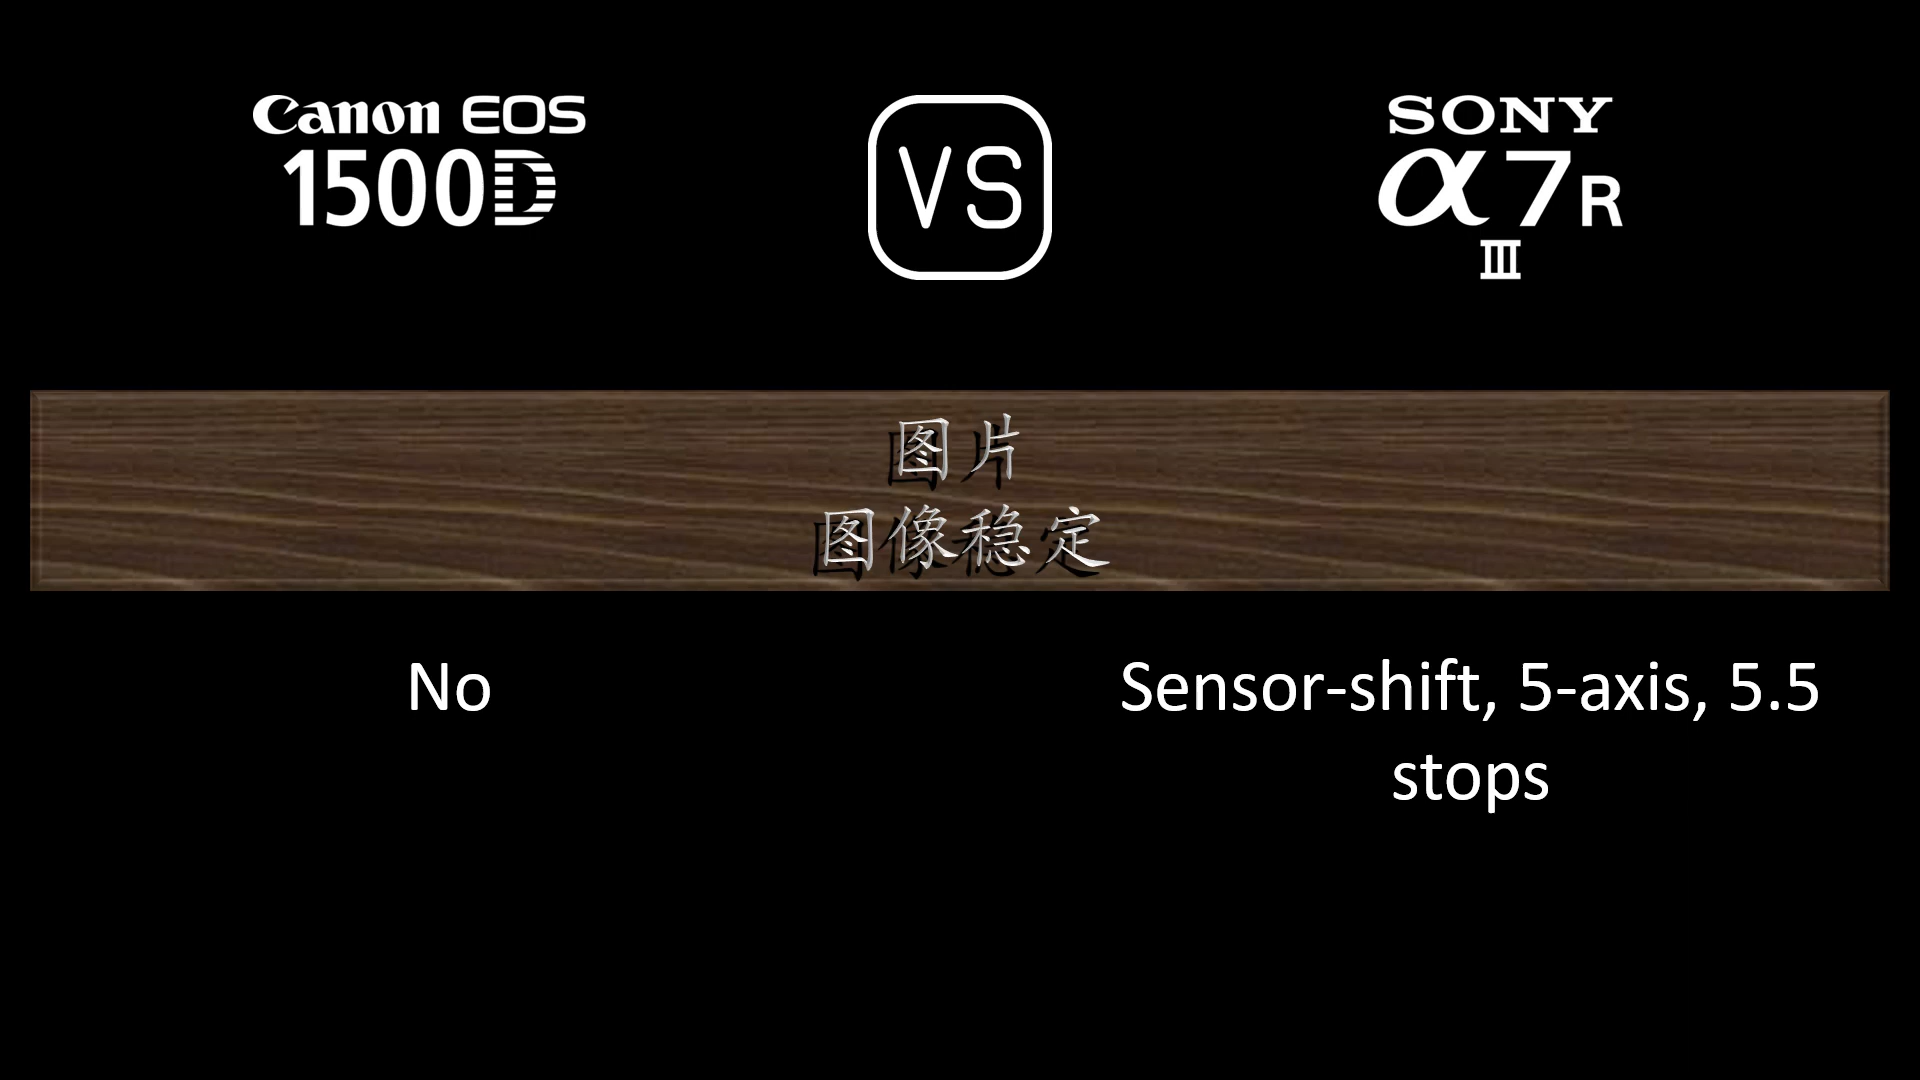 Canon EOS
1500D
VS
SONY
α7R
III
图片
图像稳定
No
Sensor-shift, 5-axis, 5.5
stops